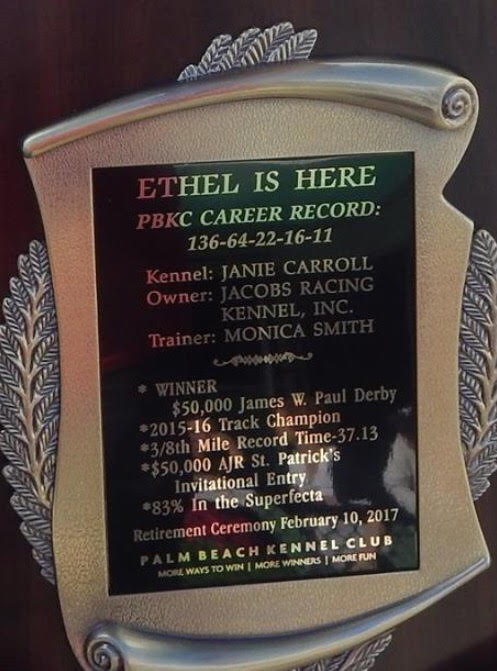 ETHEL IS HERE
PBKC CAREER RECORD:
136-64-22-16-11
Kennel: JANIE CARROLL
Owner: JACOBS RACING
KENNEL, INC.
Trainer: MONICA SMITH
* WINNER
$50,000 James W. Paul Derby
*2015-16 Track Champion
*3/8th Mile Record Time-37.13
*$50,000 AJR St. Patrick's
Invitational Entry
*83% In the Superfecta
Retirement Ceremony February 10, 2017
PALM BEACH KENNEL CLUB
MORE WAYS TO WIN | MORE WINNERS | MORE FUN